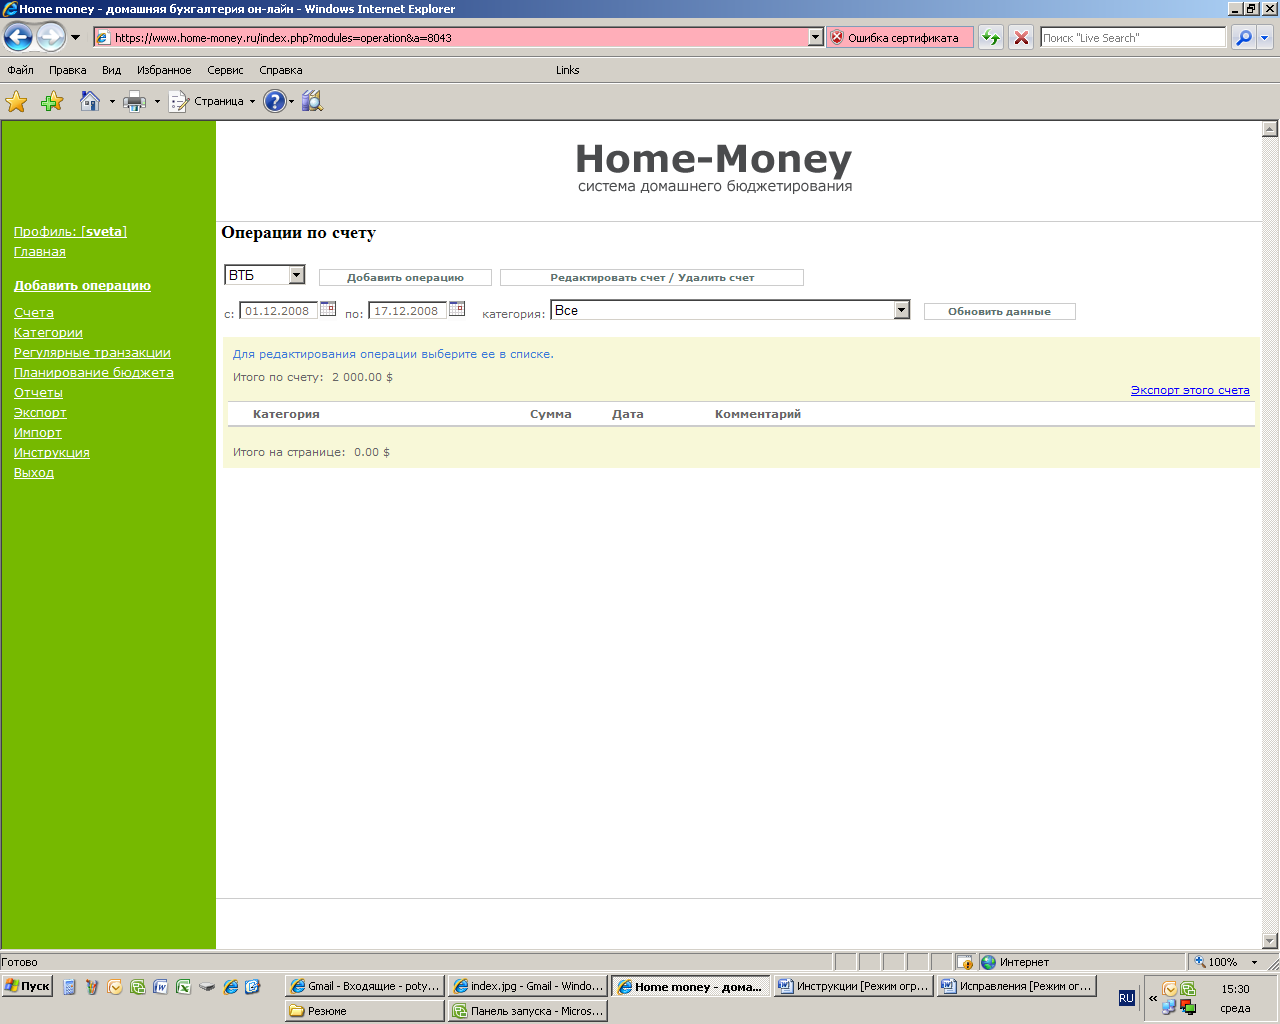 Home money - домашняя бухгалтерия он-лайн - Windows Internet Explorer
https://www.home-money.ru/index.php?modules=operation&a=8043
Ошибка сертификата
Поиск "Live Search"
Файл Правка Вид Избранное Сервис Справка Links
Страница
Home-Money
система домашнего бюджетирования
Профиль: [sveta]
Главная
Добавить операцию
Счета
Категории
Регулярные транзакции
Планирование бюджета
Отчеты
Экспорт
Импорт
Инструкция
Выход
Операции по счету
ВТБ Добавить операцию Редактировать счет / Удалить счет
с: 01.12.2008 по: 17.12.2008 категория: Все Обновить данные
Для редактирования операции выберите ее в списке.
Итого по счету: 2 000.00 $
Экспорт этого счета
Категория Сумма Дата Комментарий
Итого на странице: 0.00 $
Готово Интернет 100%
Пуск Gmail - Входящие - poty... index.jpg - Gmail - Windo... Home money - дома... Инструкции [Режим огр... Исправления [Режим ог... RU 15:30
Резюме Панель запуска - Micros... среда